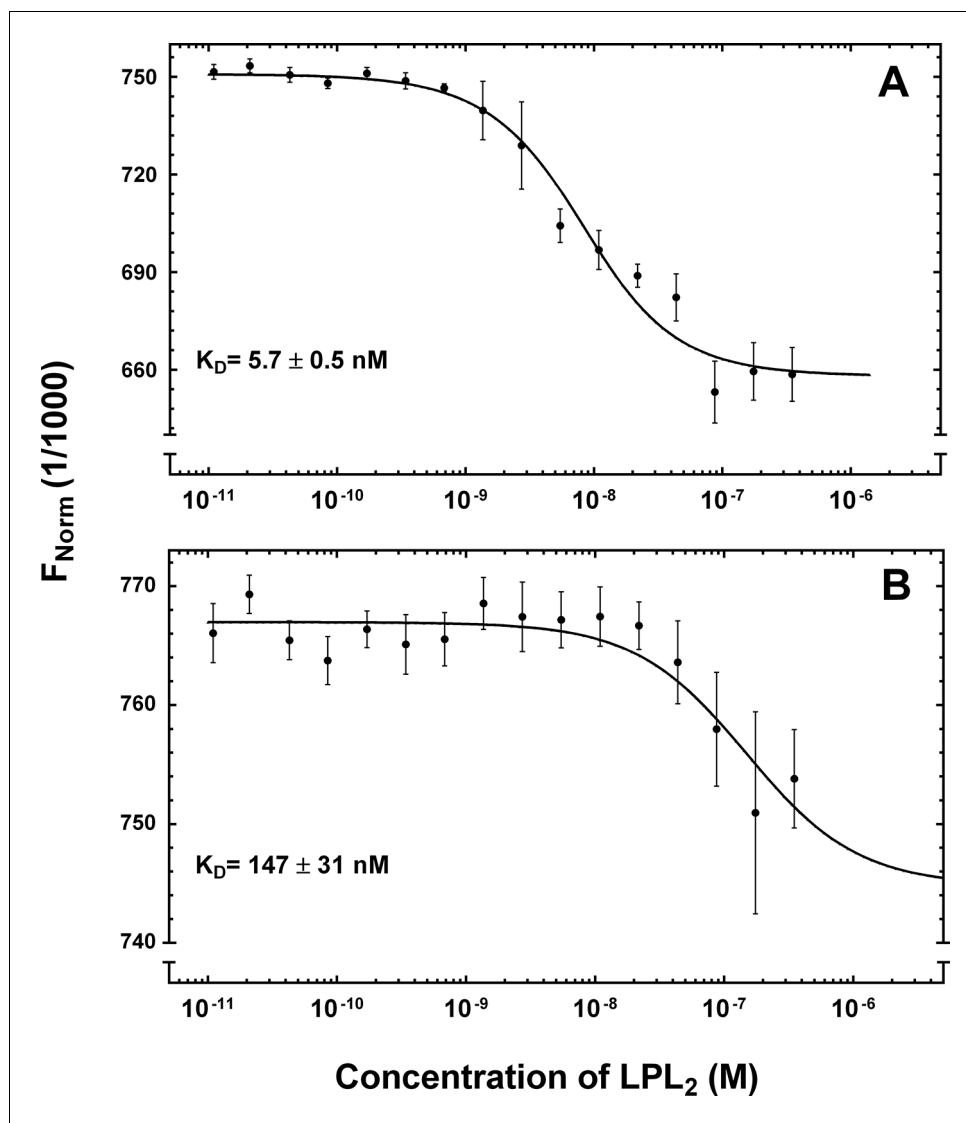 A
750
720
690
660
K_D= 5.7 ± 0.5 nM
10^-11 10^-10 10^-9 10^-8 10^-7 10^-6
F_Norm (1/1000)
B
770
760
750
740
K_D= 147 ± 31 nM
10^-11 10^-10 10^-9 10^-8 10^-7 10^-6
Concentration of LPL_2 (M)